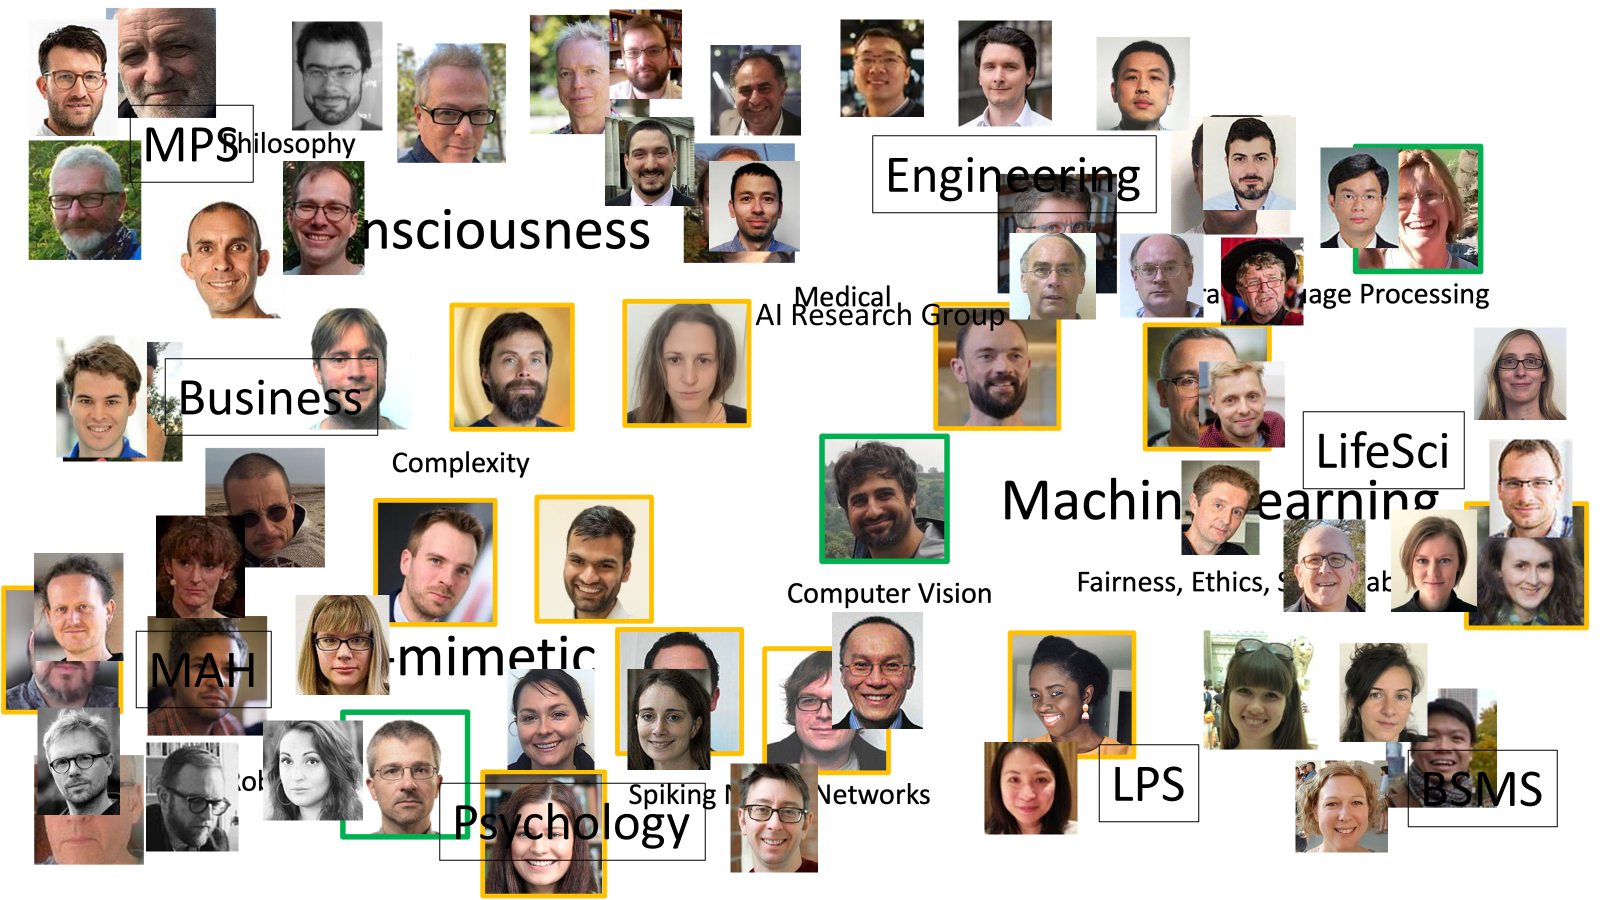 MPS
Philosophy
Engineering
nsciousness
Medical
AI Research Group
age Processing
Business
LifeSci
Complexity
Machin earning
Fairness, Ethics,
Computer Vision
-mimetic
MAH
LPS
BSMS
Spiking Networks
Psychology